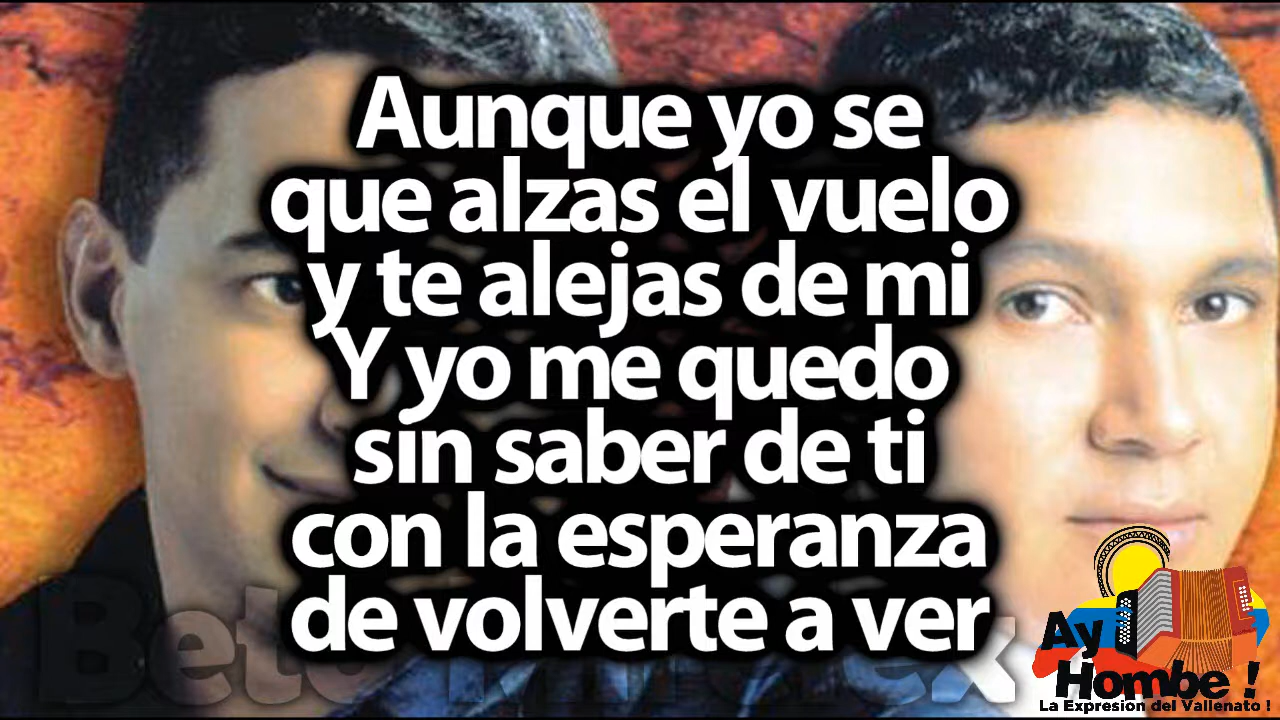 Aunque yo se
que alzas el vuelo
y te alejas de mi
Y yo me quedo
sin saber de ti
con la esperanza
de volverte a ver
Ay
Hombe !
La Expresion del Vallenato !